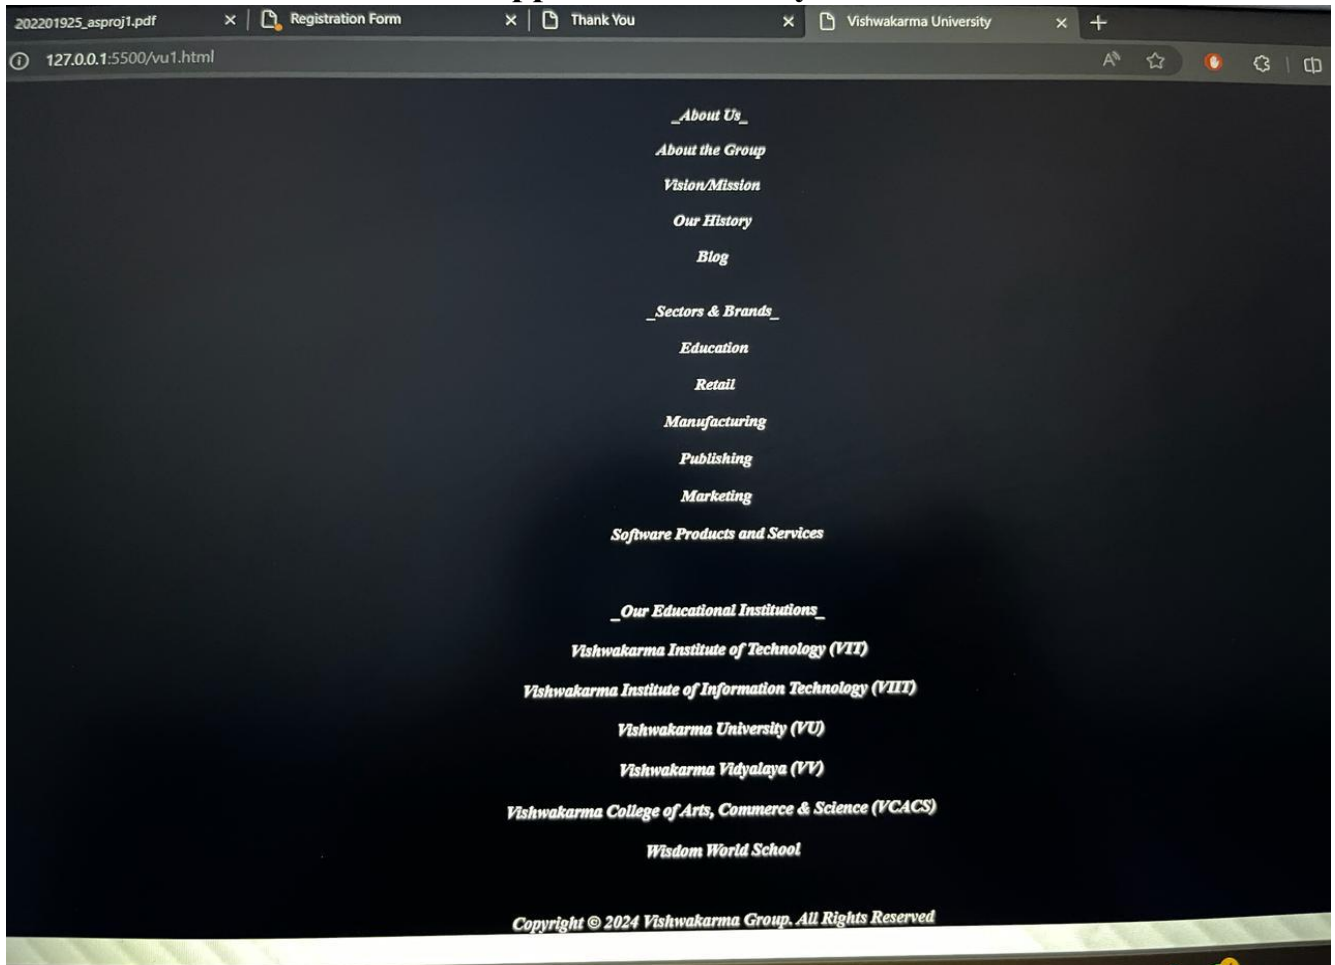 202201925_asproj1.pdf
Registration Form
Thank You
Vishwakarma University
127.0.0.1:5500/vu1.html
_About Us_
About the Group
Vision/Mission
Our History
Blog
_Sectors & Brands_
Education
Retail
Manufacturing
Publishing
Marketing
Software Products and Services
_Our Educational Institutions_
Vishwakarma Institute of Technology (VIT)
Vishwakarma Institute of Information Technology (VIIT)
Vishwakarma University (VU)
Vishwakarma Vidyalaya (VV)
Vishwakarma College of Arts, Commerce & Science (VCACS)
Wisdom World School
Copyright © 2024 Vishwakarma Group. All Rights Reserved